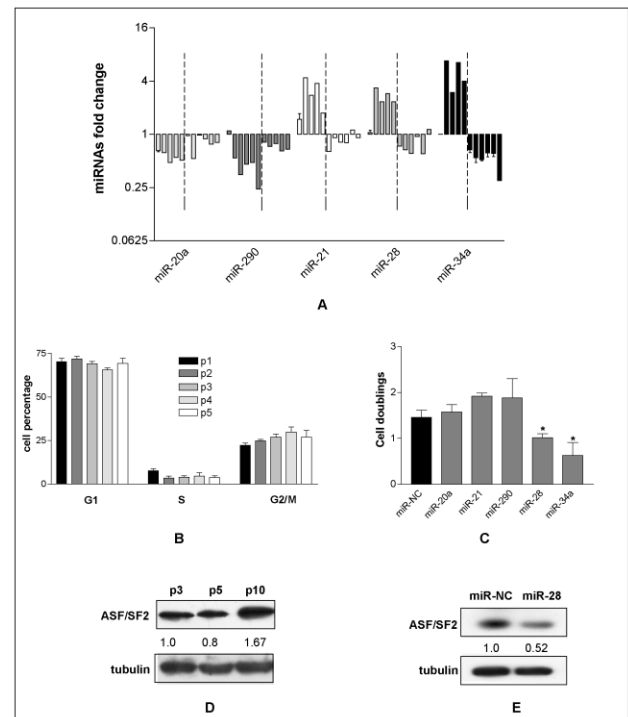 16
4
1
0.25
0.0625
miRNAs fold change
miR-20a
miR-290
miR-21
miR-28
miR-34a
A
75
50
25
0
cell percentage
p1
p2
p3
p4
p5
G1 S G2/M
B
3
2
1
0
Cell doublings
* *
miR-NC
miR-20a
miR-21
miR-290
miR-28
miR-34a
C
p3 p5 p10
ASF/SF2
1.0 0.8 1.67
tubulin
D
miR-NC miR-28
ASF/SF2
1.0 0.52
tubulin
E